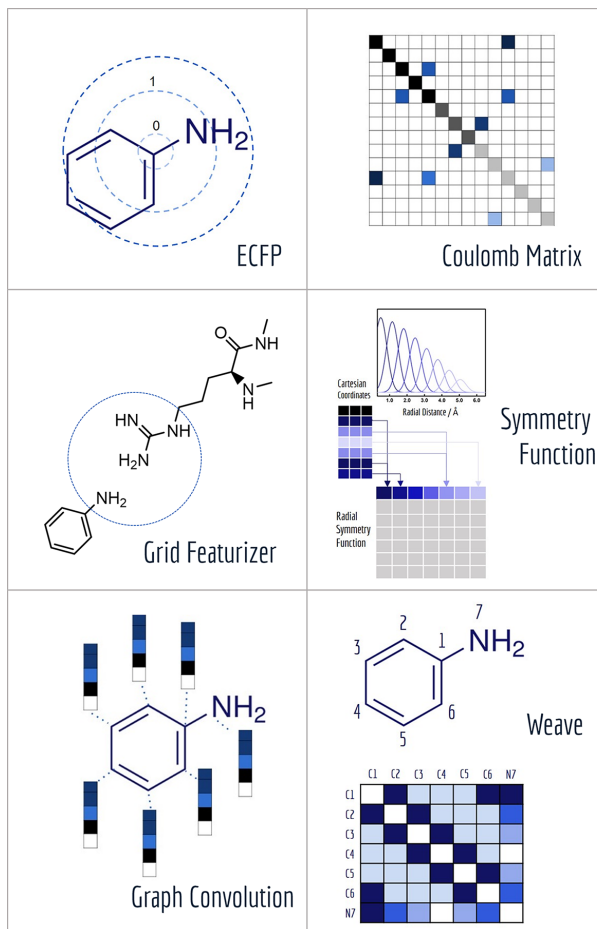 1
0
NH2
ECFP
Coulomb Matrix
O
NH
N
H
HN
NH
H2N
NH2
Grid Featurizer
Cartesian
Coordinates
1.0 2.0 3.0 4.0 5.0 6.0
Radial Distance / Å
Symmetry
Function
Radial
Symmetry
Function
NH2
Graph Convolution
7
2
1
NH2
3
4
6
5
Weave
C1 C2 C3 C4 C5 C6 N7
C1
C2
C3
C4
C5
C6
N7